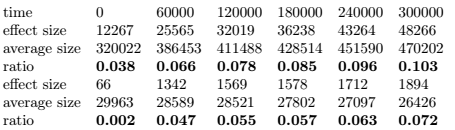 time 0 60000 120000 180000 240000 300000
effect size 12267 25565 32019 36238 43264 48266
average size 320022 386453 411488 428514 451590 470202
ratio 0.038 0.066 0.078 0.085 0.096 0.103
effect size 66 1342 1569 1578 1712 1894
average size 29963 28589 28521 27802 27097 26426
ratio 0.002 0.047 0.055 0.057 0.063 0.072